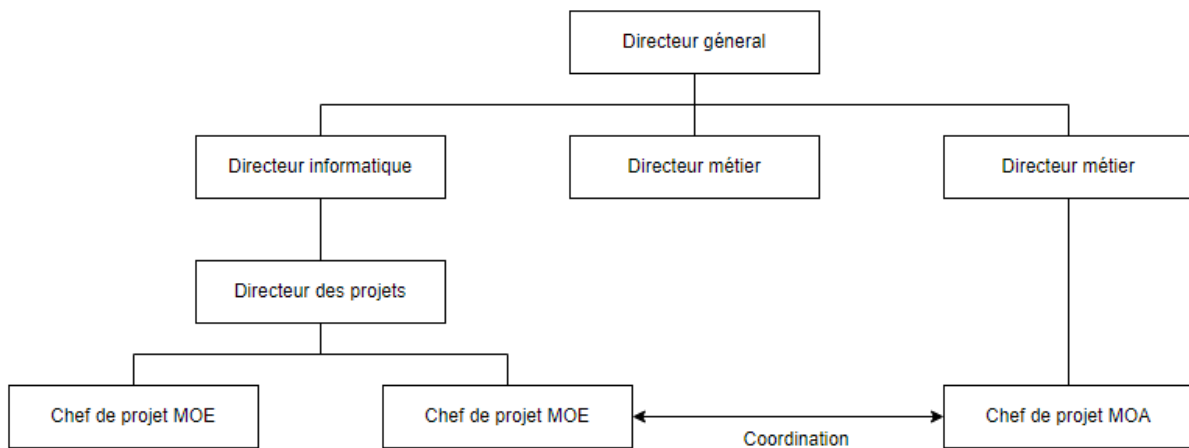 Directeur géneral
Directeur informatique
Directeur métier
Directeur métier
Directeur des projets
Chef de projet MOE
Chef de projet MOE
Chef de projet MOA
Coordination